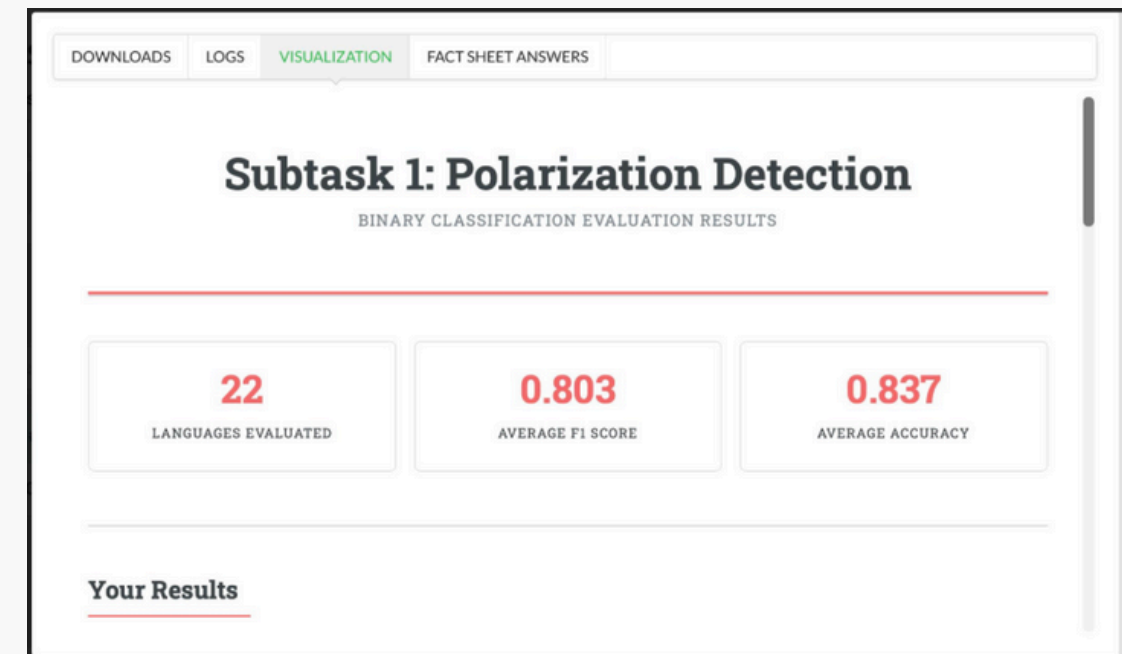 DOWNLOADS LOGS VISUALIZATION FACT SHEET ANSWERS
Subtask 1: Polarization Detection
BINARY CLASSIFICATION EVALUATION RESULTS
22
LANGUAGES EVALUATED
0.803
AVERAGE F1 SCORE
0.837
AVERAGE ACCURACY
Your Results